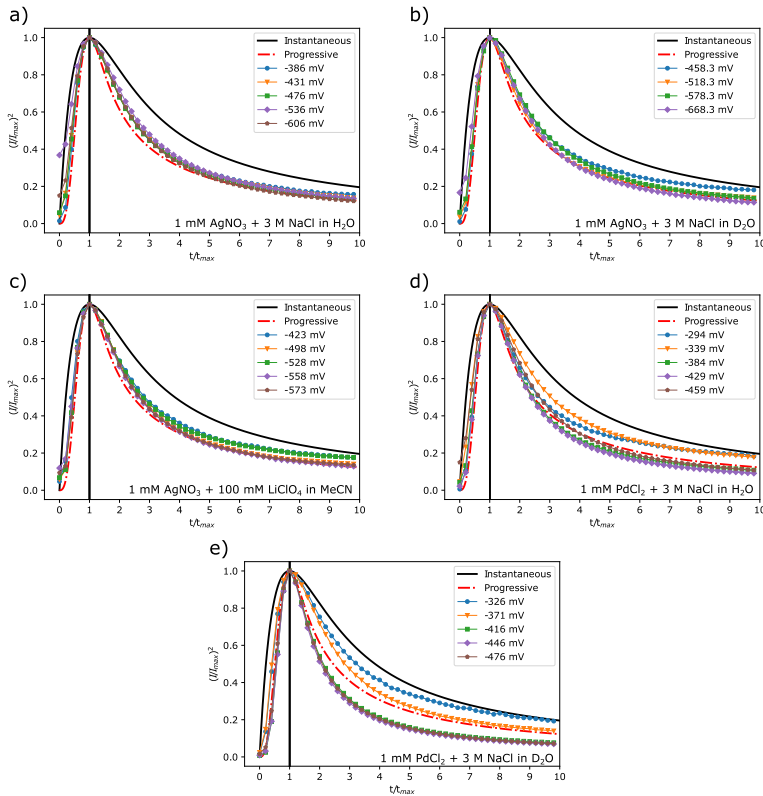 a)
(I/I_max)²
1.0
0.8
0.6
0.4
0.2
0.0
Instantaneous
Progressive
-386 mV
-431 mV
-476 mV
-536 mV
-606 mV
1 mM AgNO₃ + 3 M NaCl in H₂O
0 1 2 3 4 5 6 7 8 9 10
t/t_max
b)
(I/I_max)²
1.0
0.8
0.6
0.4
0.2
0.0
Instantaneous
Progressive
-458.3 mV
-518.3 mV
-578.3 mV
-668.3 mV
1 mM AgNO₃ + 3 M NaCl in D₂O
0 1 2 3 4 5 6 7 8 9 10
t/t_max
c)
(I/I_max)²
1.0
0.8
0.6
0.4
0.2
0.0
Instantaneous
Progressive
-423 mV
-498 mV
-528 mV
-558 mV
-573 mV
1 mM AgNO₃ + 100 mM LiClO₄ in MeCN
0 1 2 3 4 5 6 7 8 9 10
t/t_max
d)
(I/I_max)²
1.0
0.8
0.6
0.4
0.2
0.0
Instantaneous
Progressive
-294 mV
-339 mV
-384 mV
-429 mV
-459 mV
1 mM PdCl₂ + 3 M NaCl in H₂O
0 1 2 3 4 5 6 7 8 9 10
t/t_max
e)
(I/I_max)²
1.0
0.8
0.6
0.4
0.2
0.0
Instantaneous
Progressive
-326 mV
-371 mV
-416 mV
-446 mV
-476 mV
1 mM PdCl₂ + 3 M NaCl in D₂O
0 1 2 3 4 5 6 7 8 9 10
t/t_max